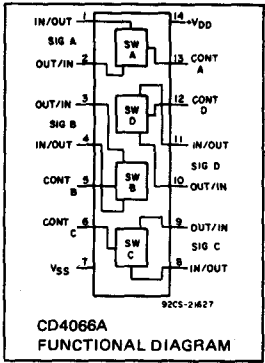 IN/OUT 1 14 +VDD
SIG A SW A
OUT/IN 2 13 CONT A
OUT/IN 3 12 CONT D
SIG B SW D
IN/OUT 4 11 IN/OUT
SIG D
CONT B 5 SW B 10 OUT/IN
CONT C 6 9 OUT/IN
SW C SIG C
VSS 7 8 IN/OUT
92CS-21627
CD4066A
FUNCTIONAL DIAGRAM